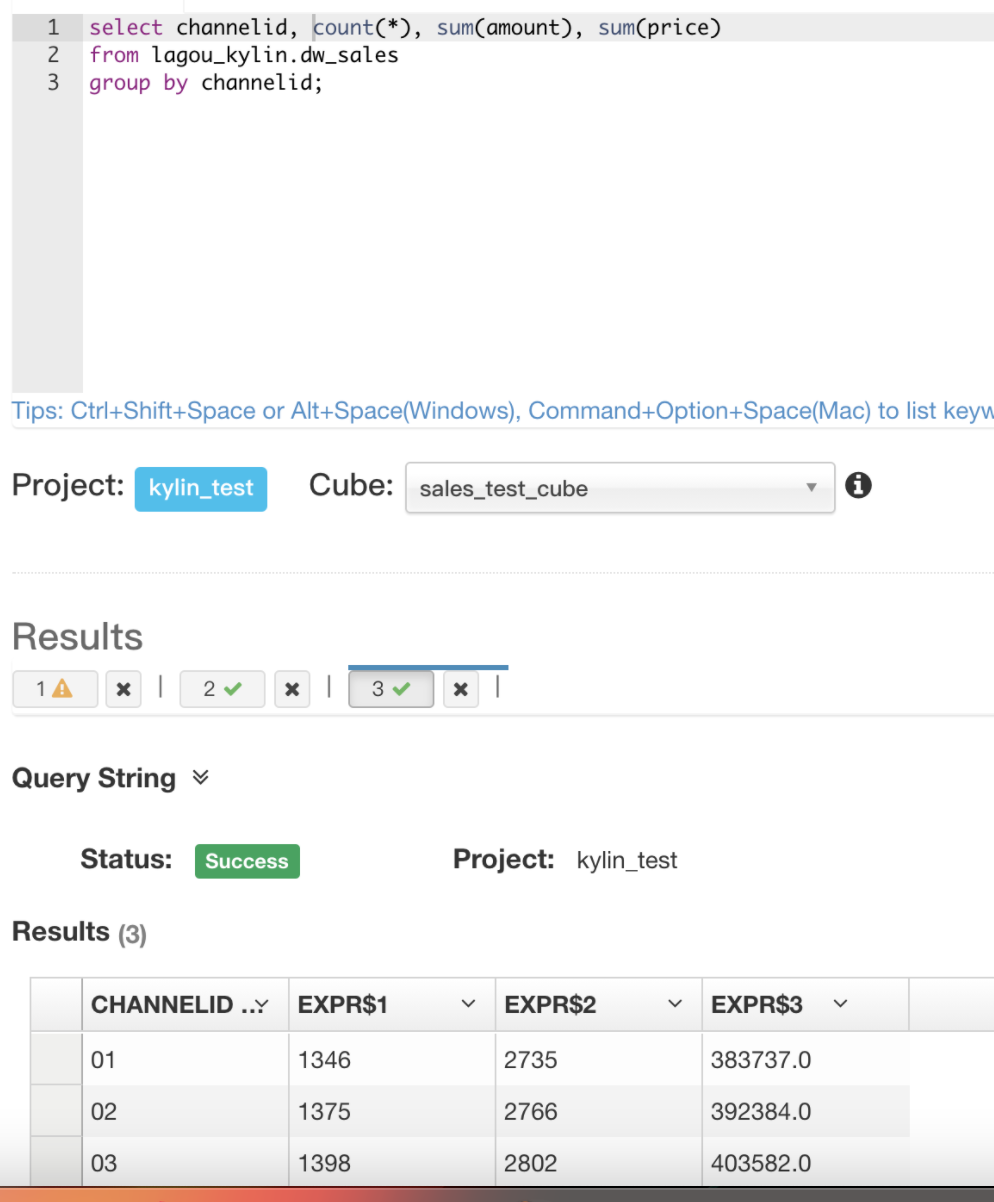 1 select channelid, count(*), sum(amount), sum(price)
2 from lagou_kylin.dw_sales
3 group by channelid;
Tips: Ctrl+Shift+Space or Alt+Space(Windows), Command+Option+Space(Mac) to list keyw
Project: kylin_test Cube: sales_test_cube
Results
1 | 2 | 3 |
Query String
Status: Success Project: kylin_test
Results (3)
CHANNELID ... EXPR$1 EXPR$2 EXPR$3
01 1346 2735 383737.0
02 1375 2766 392384.0
03 1398 2802 403582.0